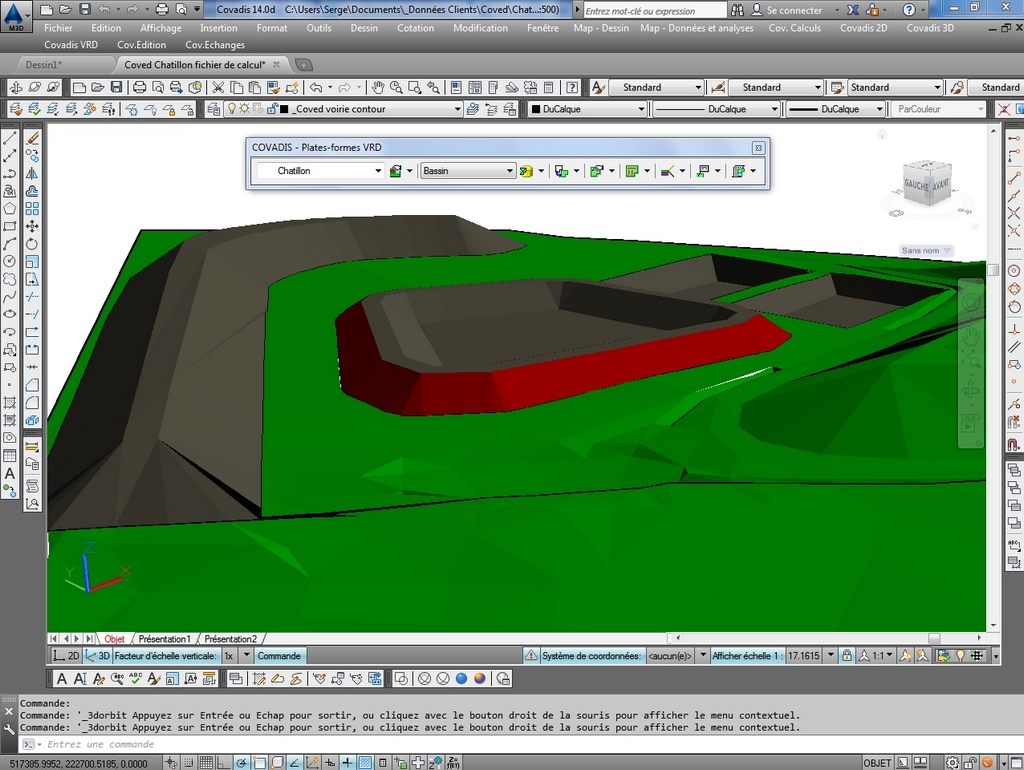 Covadis 14.0d C:\Users\Serge\Documents\_Données Clients\Coved\Chat...:500)
Entrez mot-clé ou expression
Se connecter
M3D
Fichier Edition Affichage Insertion Format Outils Dessin Cotation Modification Fenêtre Map - Dessin Map - Données et analyses Cov. Calculs Covadis 2D Covadis 3D
Covadis VRD Cov.Edition Cov.Echanges
Dessin1* Coved Chatillon fichier de calcul*
Standard Standard Standard Standard
_Coved voirie contour DuCalque DuCalque DuCalque ParCouleur
COVADIS - Plates-formes VRD
Chatillon Bassin
GAUCHE AVANT
Sans nom
Z
Y X
Objet Présentation1 Présentation2
2D 3D Facteur d'échelle verticale: 1x Commande Système de coordonnées: <aucun(e)> Afficher échelle 1 : 17.1615 1:1
Commande:
Commande: '_3dorbit Appuyez sur Entrée ou Echap pour sortir, ou cliquez avec le bouton droit de la souris pour afficher le menu contextuel.
Commande: '_3dorbit Appuyez sur Entrée ou Echap pour sortir, ou cliquez avec le bouton droit de la souris pour afficher le menu contextuel.
Entrez une commande
517385.9952, 222700.5185, 0.0000 OBJET